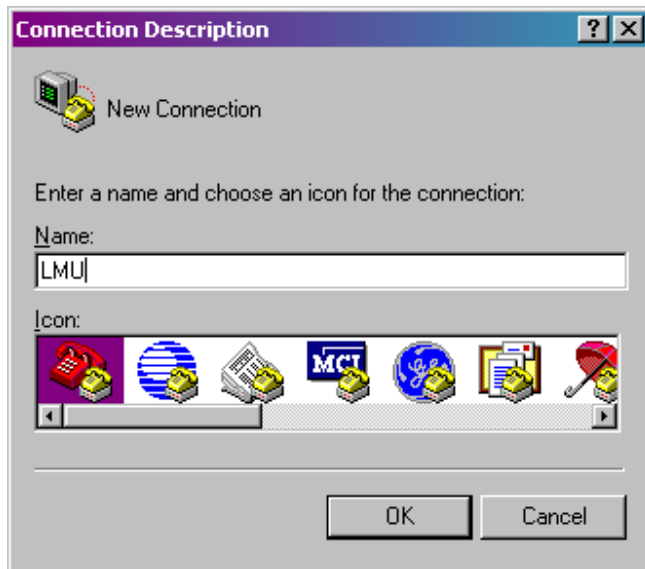 Connection Description
New Connection
Enter a name and choose an icon for the connection:
Name:
LMU
Icon:
MCI
OK Cancel